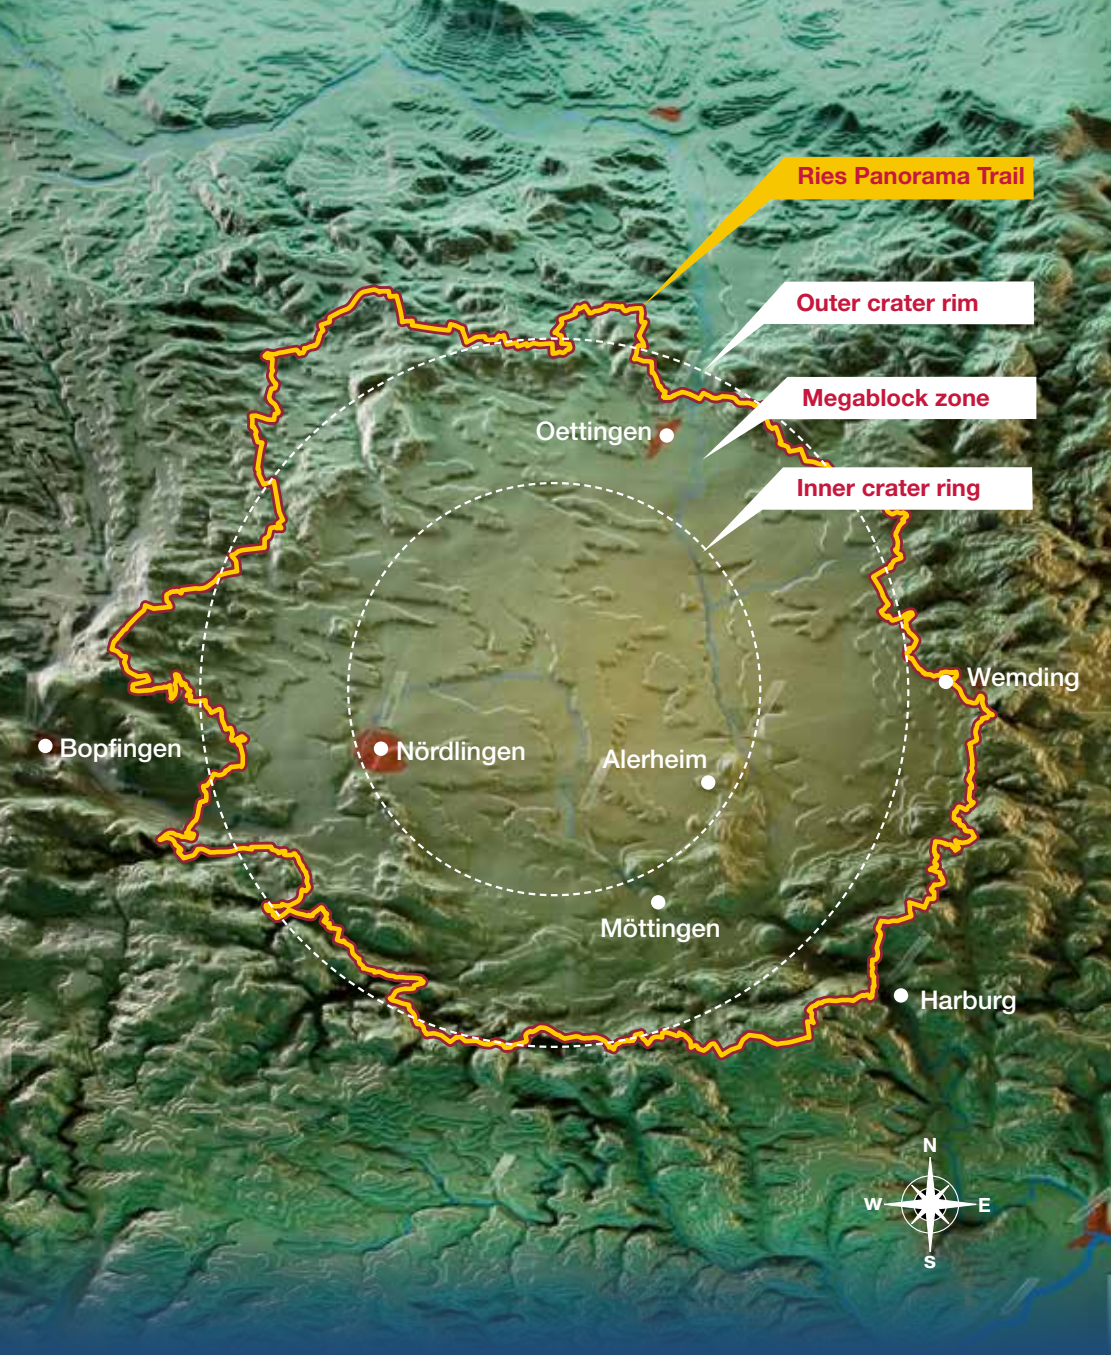 Ries Panorama Trail
Outer crater rim
Megablock zone
Oettingen
Inner crater ring
Wemding
Bopfingen
Nördlingen
Alerheim
Möttingen
Harburg
N
W
E
S